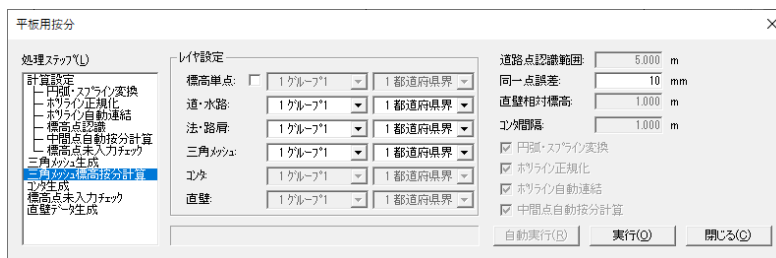 平板用按分
処理ステップ(L)
計算設定
円弧・スプライン変換
ポリライン正規化
ポリライン自動連結
標高点認識
中間点自動按分計算
標高点未入力チェック
三角メッシュ生成
三角メッシュ標高按分計算
コンタ生成
標高点未入力チェック
直壁データ生成
レイヤ設定
標高単点: 1 グループ1 1 都道府県界
道・水路: 1 グループ1 1 都道府県界
法・路肩: 1 グループ1 1 都道府県界
三角メッシュ: 1 グループ1 1 都道府県界
コンタ: 1 グループ1 1 都道府県界
直壁: 1 グループ1 1 都道府県界
道路点認識範囲: 5.000 m
同一点誤差: 10 mm
直壁相対標高: 1.000 m
コンタ間隔: 1.000 m
円弧・スプライン変換
ポリライン正規化
ポリライン自動連結
中間点自動按分計算
自動実行(R) 実行(O) 閉じる(C)